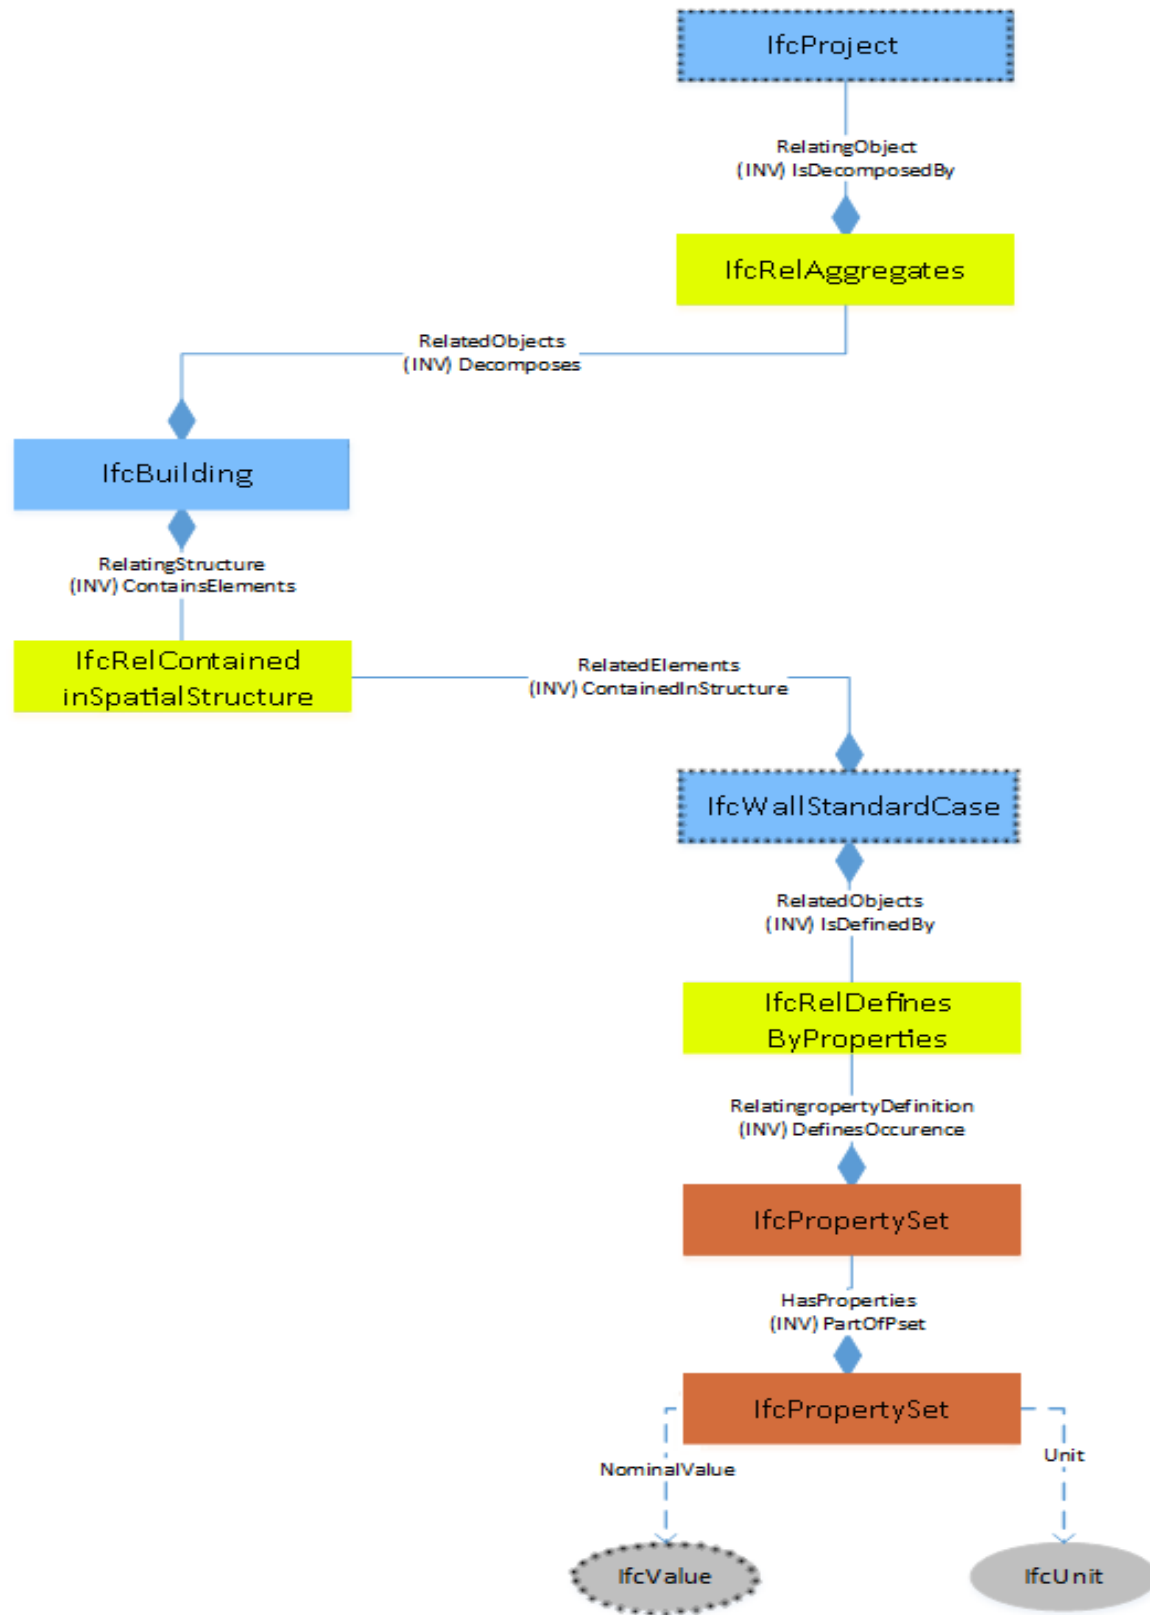 IfcProject
RelatingObject
(INV) IsDecomposedBy
IfcRelAggregates
RelatedObjects
(INV) Decomposes
IfcBuilding
RelatingStructure
(INV) ContainsElements
IfcRelContained
inSpatialStructure
RelatedElements
(INV) ContainedInStructure
IfcWallStandardCase
RelatedObjects
(INV) IsDefinedBy
IfcRelDefines
ByProperties
RelatingropertyDefinition
(INV) DefinesOccurence
IfcPropertySet
HasProperties
(INV) PartOfPset
IfcPropertySet
NominalValue
Unit
IfcValue
IfcUnit